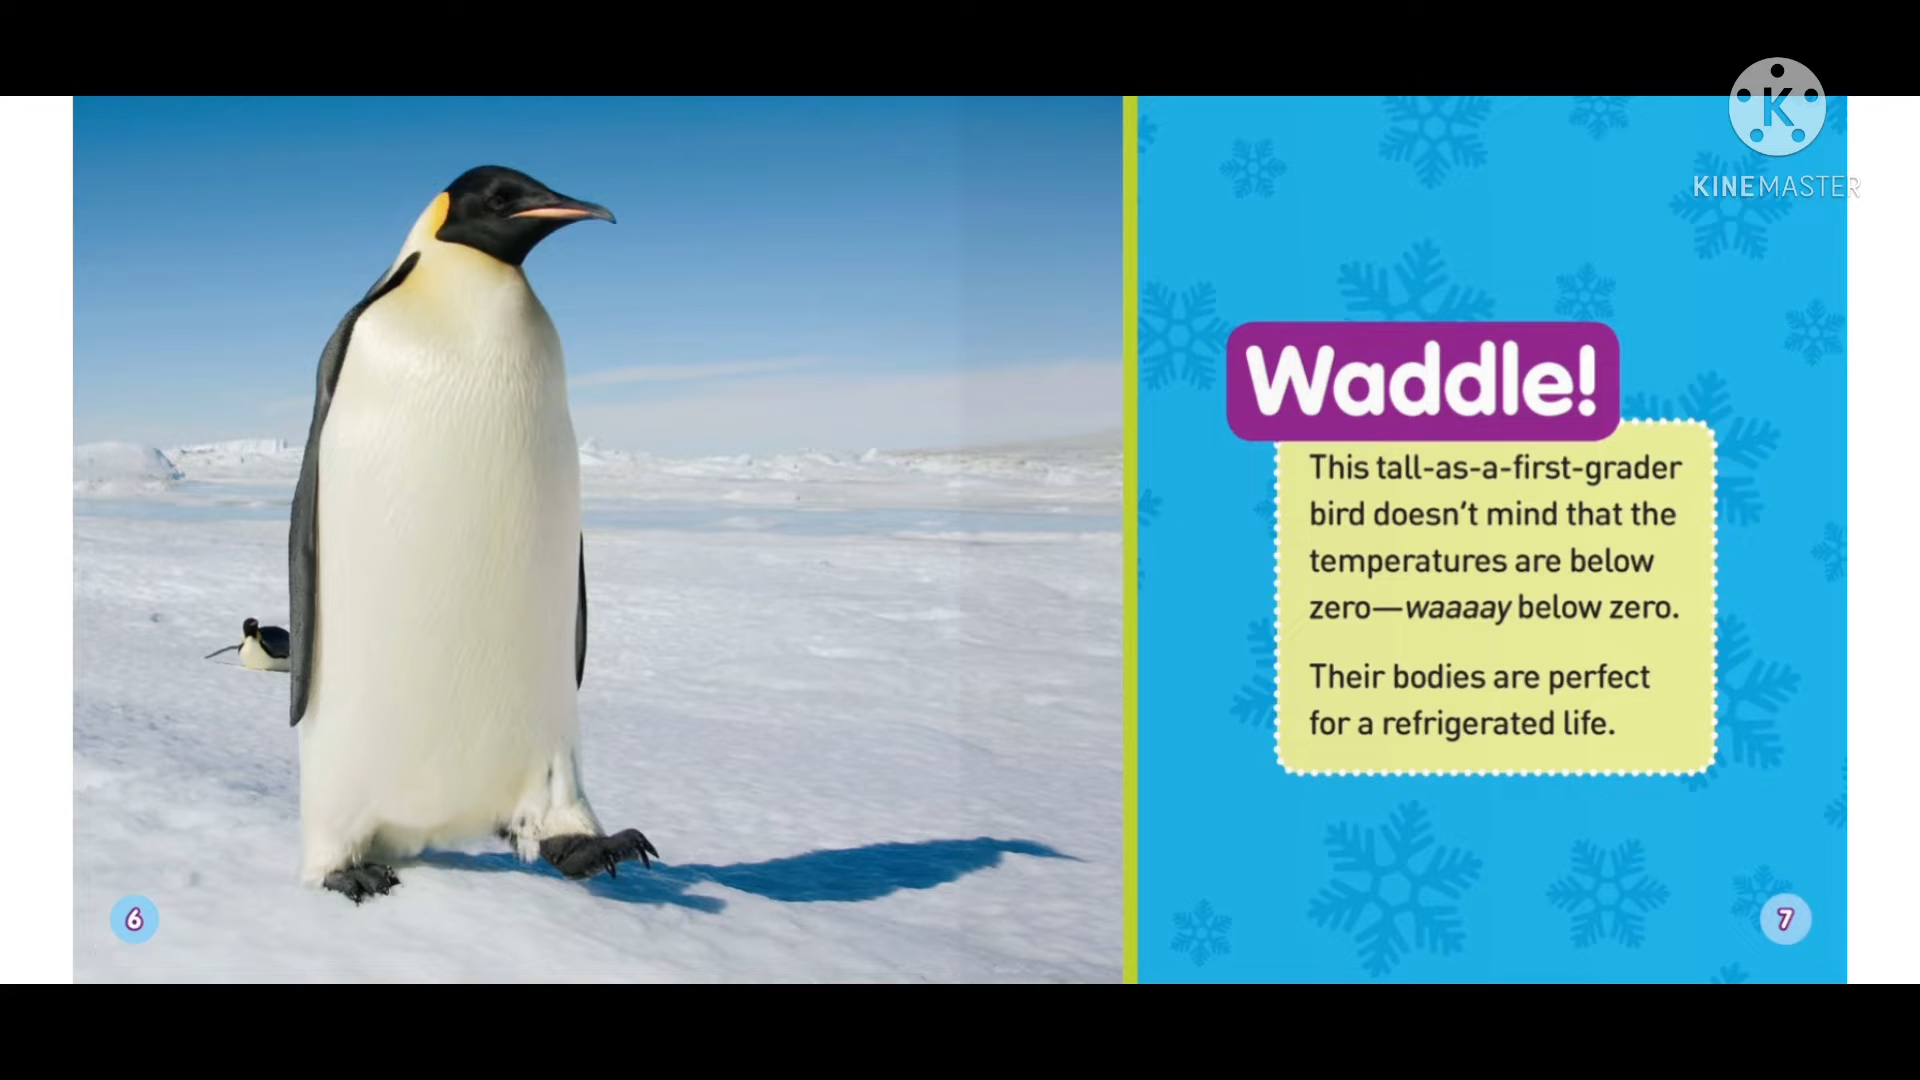 K
KINEMASTER
Waddle!
This tall-as-a-first-grader
bird doesn't mind that the
temperatures are below
zero—waaaay below zero.
Their bodies are perfect
for a refrigerated life.
6
7